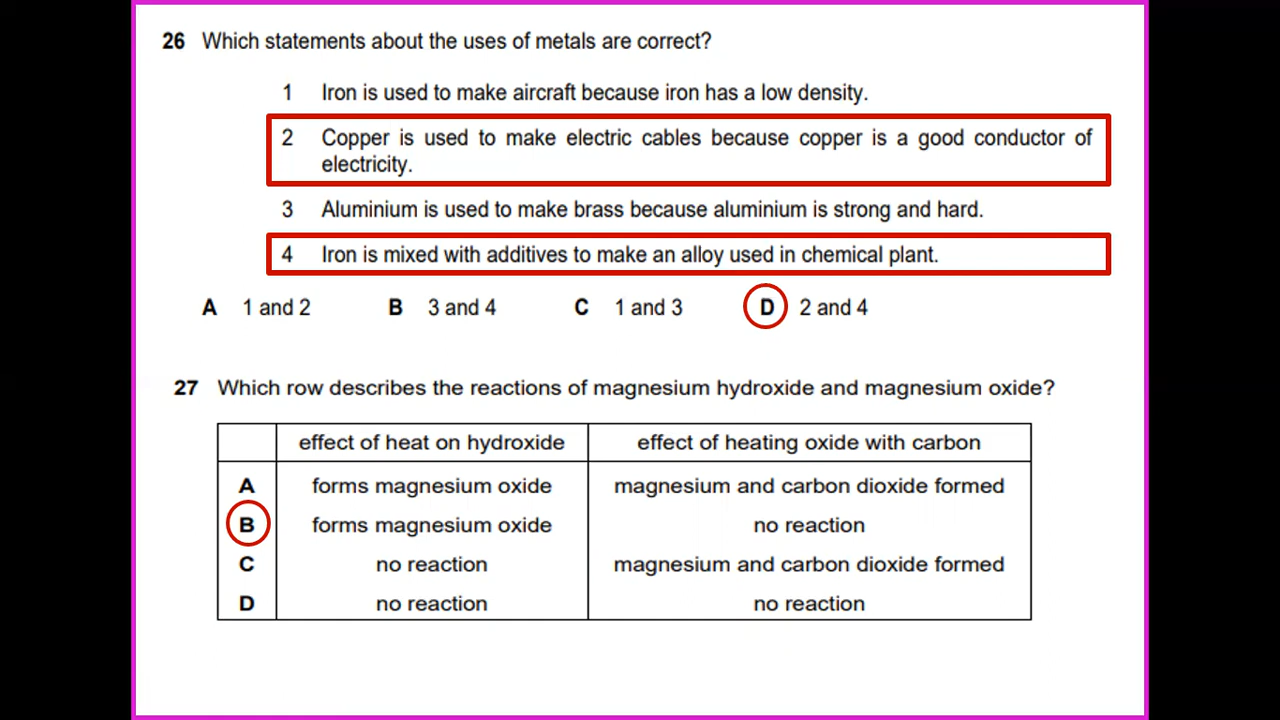 26 Which statements about the uses of metals are correct?
1 Iron is used to make aircraft because iron has a low density.
2 Copper is used to make electric cables because copper is a good conductor of
electricity.
3 Aluminium is used to make brass because aluminium is strong and hard.
4 Iron is mixed with additives to make an alloy used in chemical plant.
A 1 and 2 B 3 and 4 C 1 and 3 D 2 and 4
27 Which row describes the reactions of magnesium hydroxide and magnesium oxide?
effect of heat on hydroxide effect of heating oxide with carbon
A forms magnesium oxide magnesium and carbon dioxide formed
B forms magnesium oxide no reaction
C no reaction magnesium and carbon dioxide formed
D no reaction no reaction